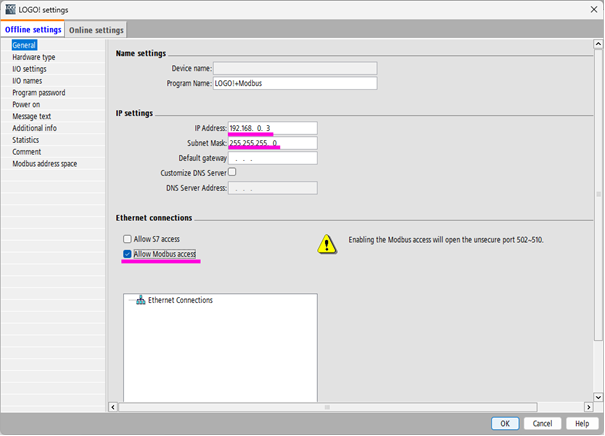 LOGO! settings
Offline settings Online settings
General
Hardware type
I/O settings
I/O names
Program password
Power on
Message text
Additional info
Statistics
Comment
Modbus address space
Name settings
Device name:
Program Name: LOGO!+Modbus
IP settings
IP Address: 192.168. 0. 3
Subnet Mask: 255.255.255. 0
Default gateway . . .
Customize DNS Server
DNS Server Address: . . .
Ethernet connections
Allow S7 access
Enabling the Modbus access will open the unsecure port 502~510.
Allow Modbus access
Ethernet Connections
OK Cancel Help